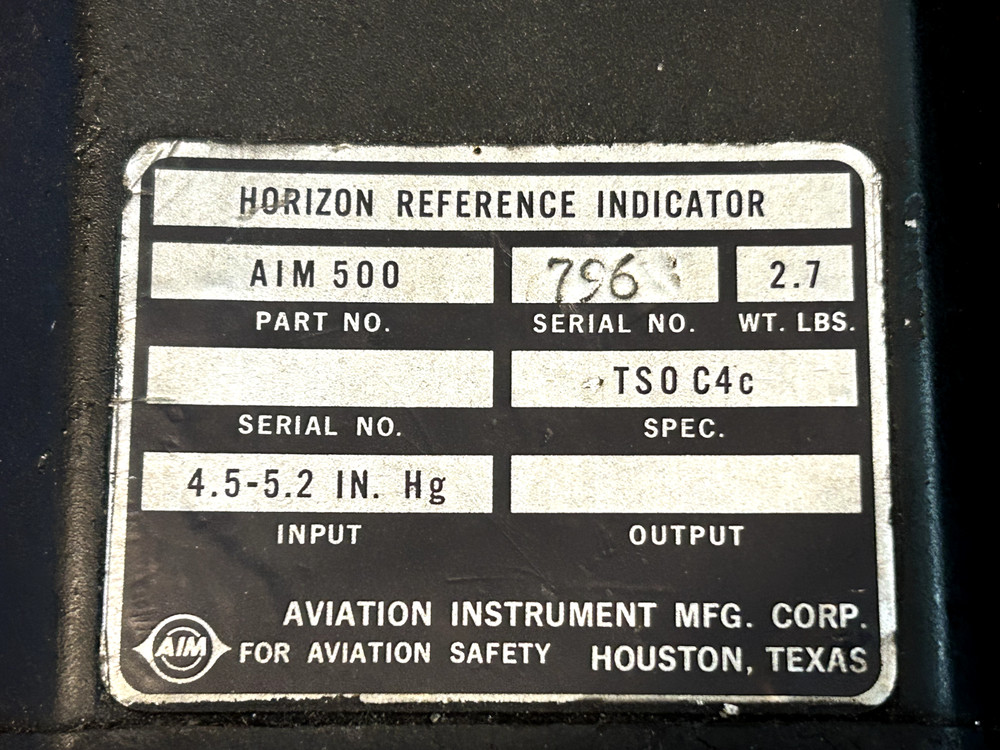 HORIZON REFERENCE INDICATOR
AIM 500 796 2.7
PART NO. SERIAL NO. WT. LBS.
TSO C4c
SERIAL NO. SPEC.
4.5-5.2 IN. Hg
INPUT OUTPUT
AVIATION INSTRUMENT MFG. CORP.
AIM FOR AVIATION SAFETY HOUSTON, TEXAS